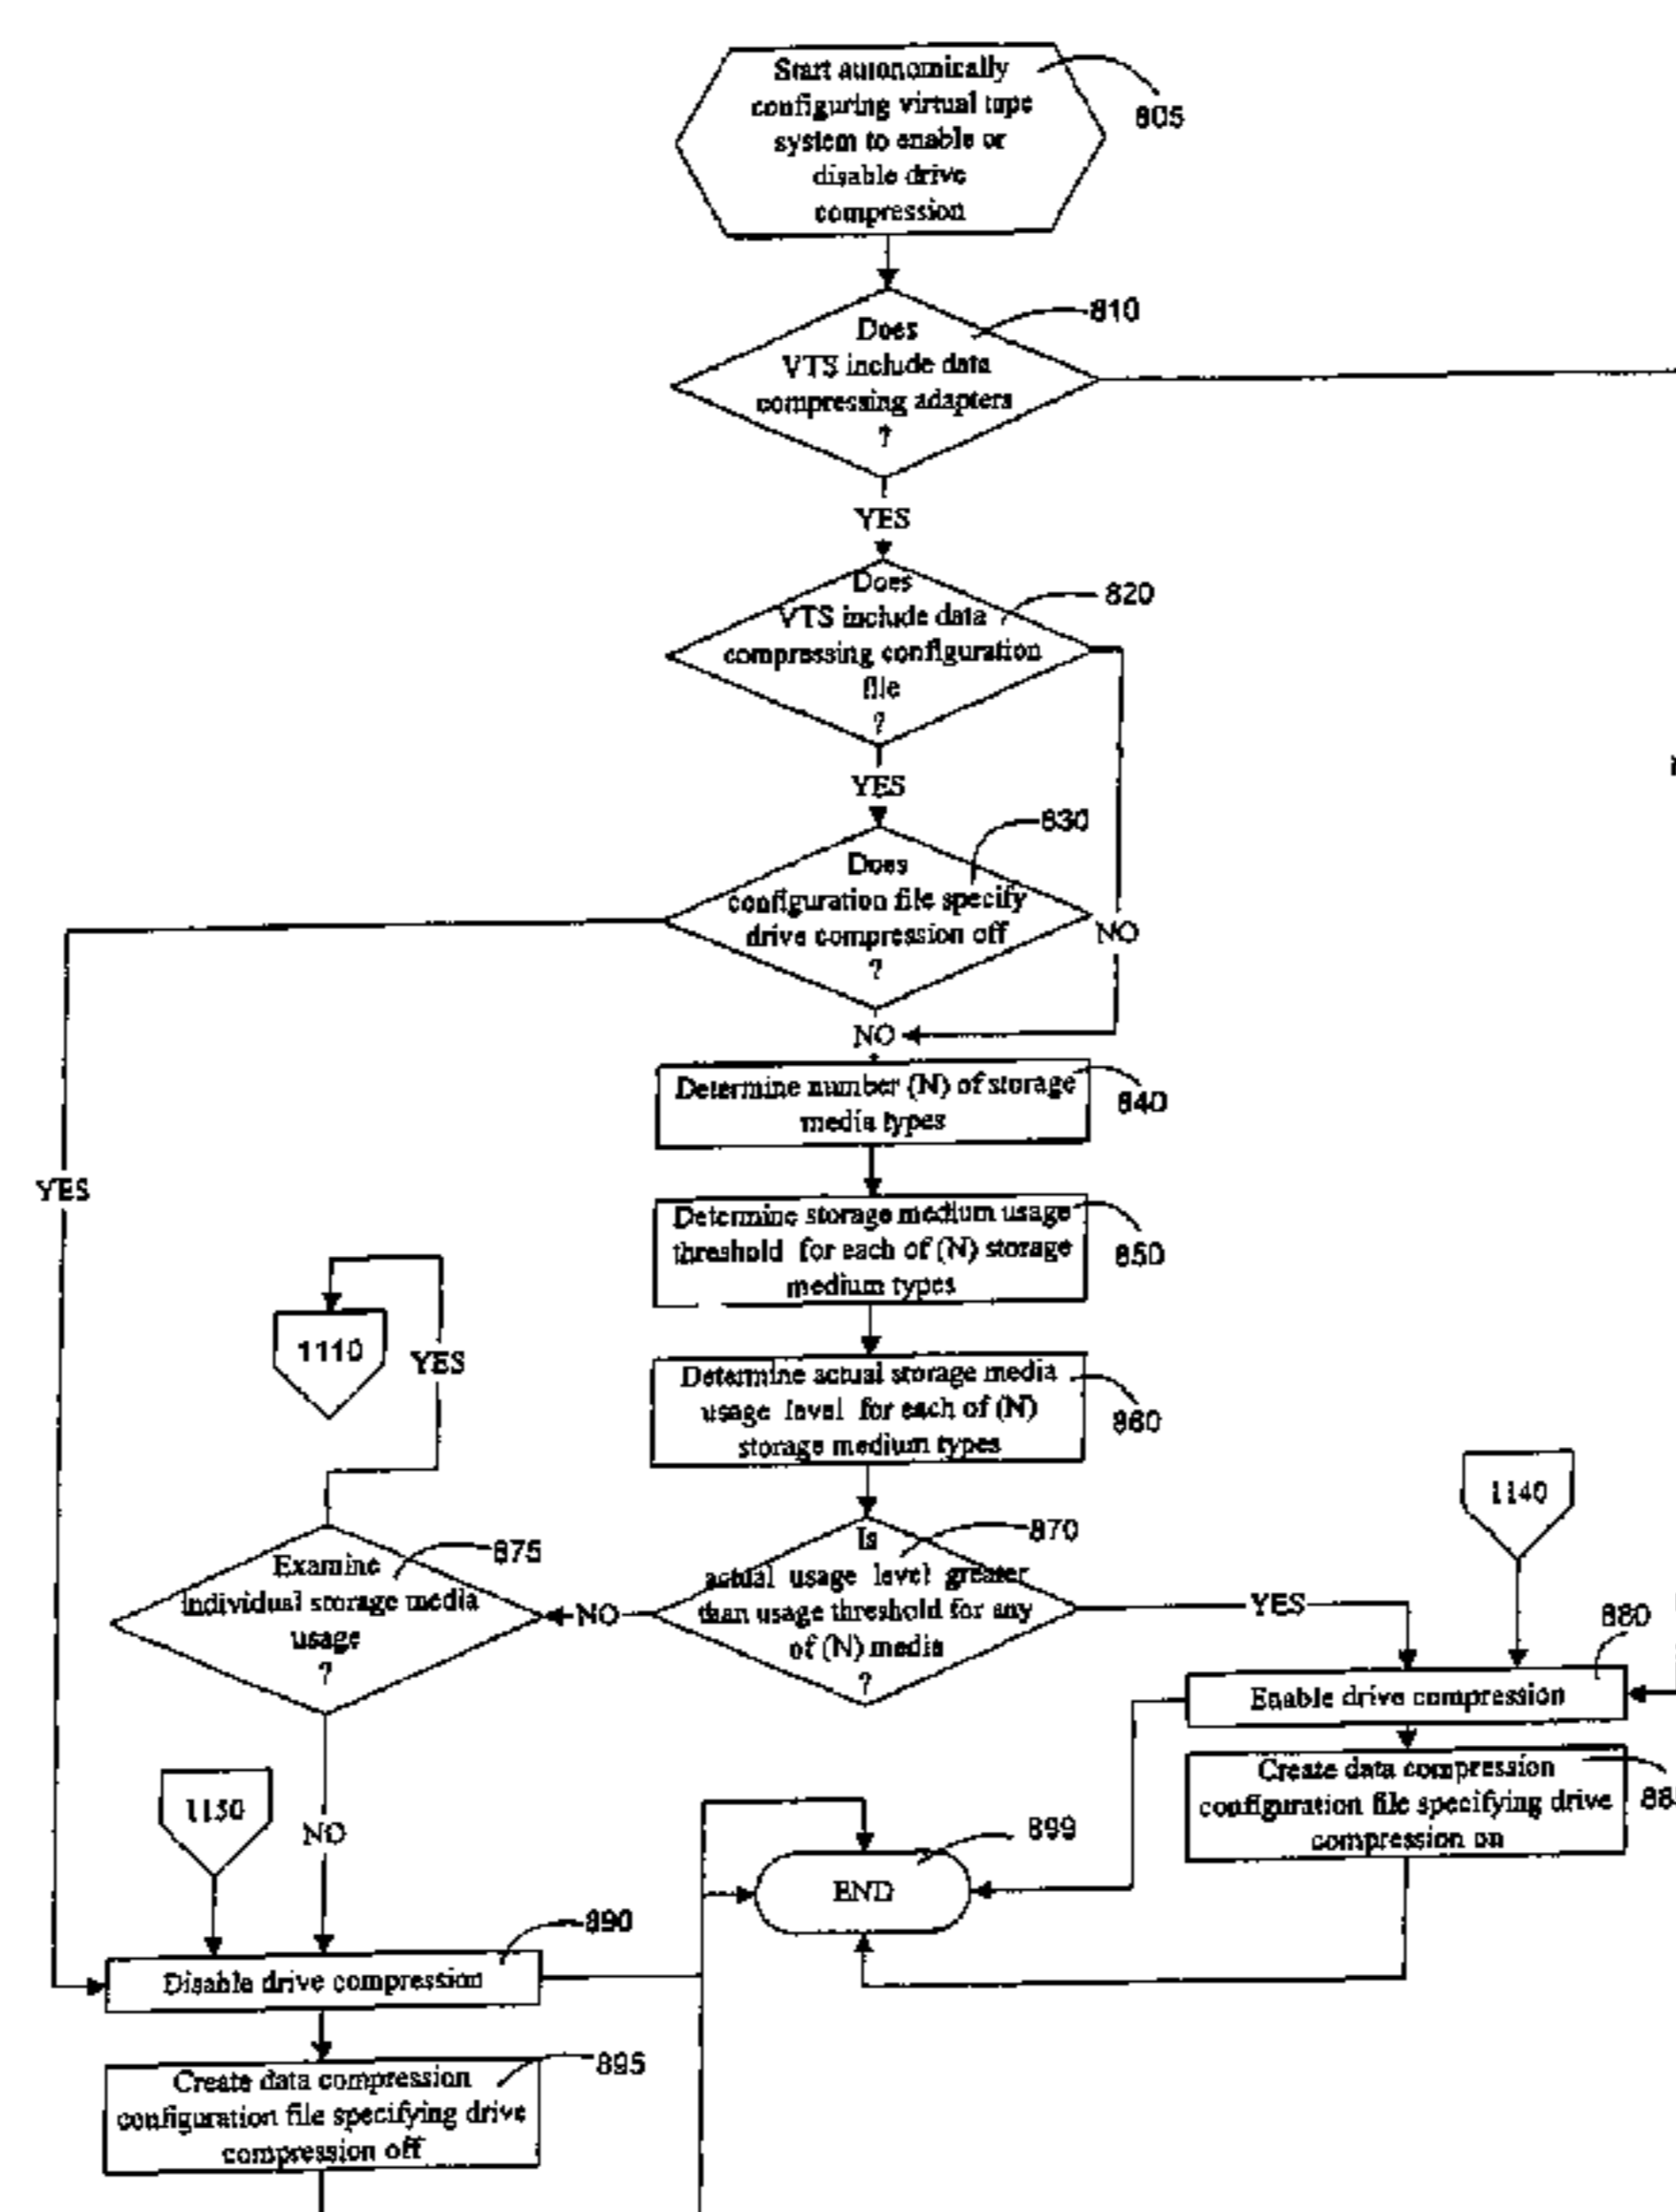 Start autonomically
configuring virtual tape
system to enable or
disable drive
compression
805
Does
VTS include data
compressing adapters
?
810
YES
Does
VTS include data
compressing configuration
file
?
820
YES
Does
configuration file specify
drive compression off
?
830
NO
NO
Determine number (N) of storage
media types
840
YES
Determine storage medium usage
threshold for each of (N) storage
medium types
850
1110
YES
Determine actual storage media
usage level for each of (N)
storage medium types
860
1140
Examine
individual storage media
usage
?
875
NO
Is
actual usage level greater
than usage threshold for any
of (N) media
?
870
YES
880
Enable drive compression
Create data compression
configuration file specifying drive
compression on
1150
NO
END
899
Disable drive compression
890
Create data compression
configuration file specifying drive
compression off
895